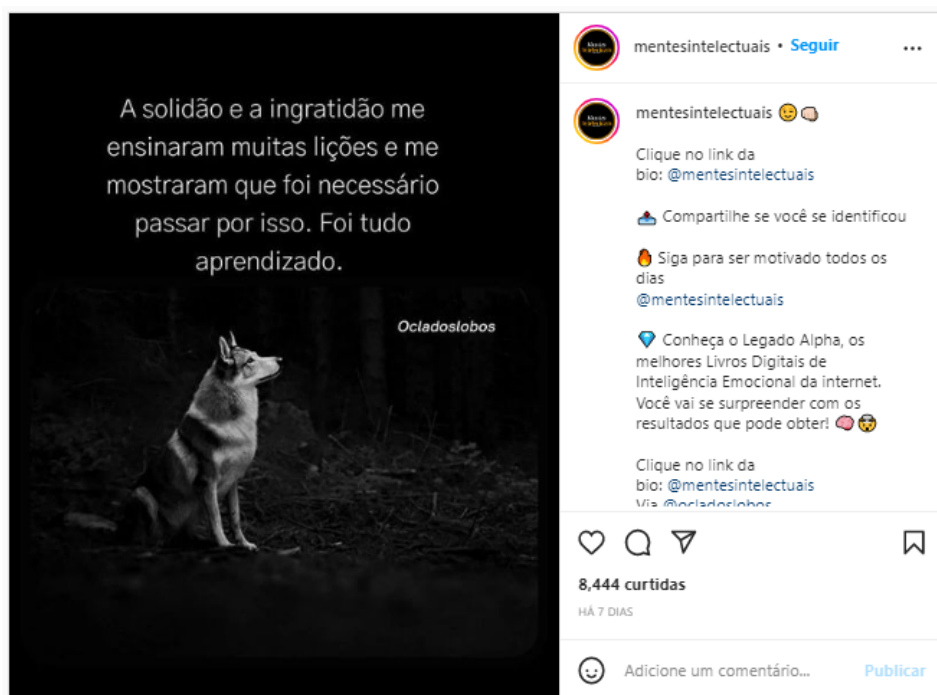 A solidão e a ingratidão me
ensinaram muitas lições e me
mostraram que foi necessário
passar por isso. Foi tudo
aprendizado.
Ocladoslobos
mentesintelectuais • Seguir
mentesintelectuais 😉👊🏻
Clique no link da
bio: @mentesintelectuais
📤 Compartilhe se você se identificou
🔥 Siga para ser motivado todos os
dias
@mentesintelectuais
💎 Conheça o Legado Alpha, os
melhores Livros Digitais de
Inteligência Emocional da internet.
Você vai se surpreender com os
resultados que pode obter! 🧠🤯
Clique no link da
bio: @mentesintelectuais
Via @ocladoslobos
8,444 curtidas
HÁ 7 DIAS
Adicione um comentário...
Publicar